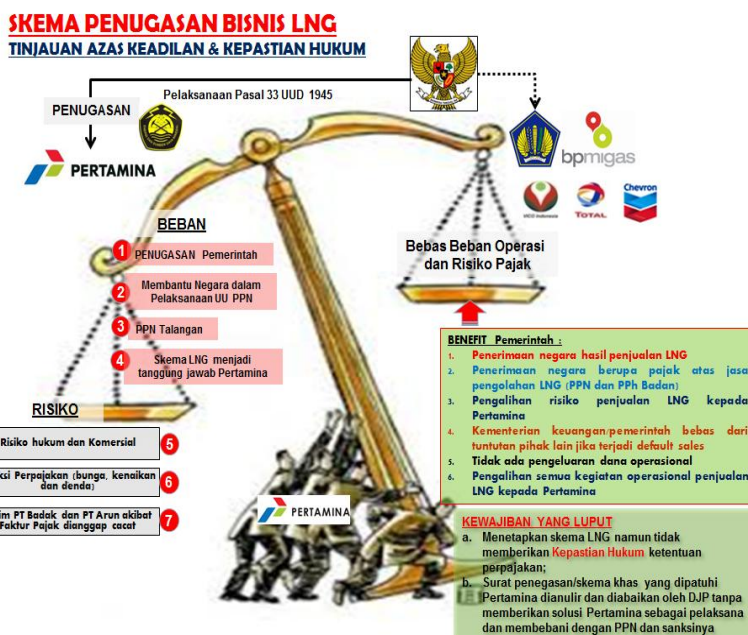 SKEMA PENUGASAN BISNIS LNG
TINJAUAN AZAS KEADILAN & KEPASTIAN HUKUM
Pelaksanaan Pasal 33 UUD 1945
PENUGASAN
PERTAMINA
bpmigas
VICO Indonesia
TOTAL
Chevron
BEBAN
1 PENUGASAN Pemerintah
2 Membantu Negara dalam
Pelaksanaan UU PPN
3 PPN Talangan
4 Skema LNG menjadi
tanggung jawab Pertamina
Bebas Beban Operasi
dan Risiko Pajak
RISIKO
Risiko hukum dan Komersial 5
ksi Perpajakan (bunga, kenaikan
dan denda) 6
im PT Badak dan PT Arun akibat
Faktur Pajak dianggap cacat 7
PERTAMINA
BENEFIT Pemerintah :
1. Penerimaan negara hasil penjualan LNG
2. Penerimaan negara berupa pajak atas jasa
pengolahan LNG (PPN dan PPh Badan)
3. Pengalihan risiko penjualan LNG kepada
Pertamina
4. Kementerian keuangan/pemerintah bebas dari
tuntutan pihak lain jika terjadi default sales
5. Tidak ada pengeluaran dana operasional
6. Pengalihan semua kegiatan operasional penjualan
LNG kepada Pertamina
KEWAJIBAN YANG LUPUT
a. Menetapkan skema LNG namun tidak
memberikan Kepastian Hukum ketentuan
perpajakan;
b. Surat penegasan/skema khas yang dipatuhi
Pertamina dianulir dan diabaikan oleh DJP tanpa
memberikan solusi Pertamina sebagai pelaksana
dan membebani dengan PPN dan sanksinya